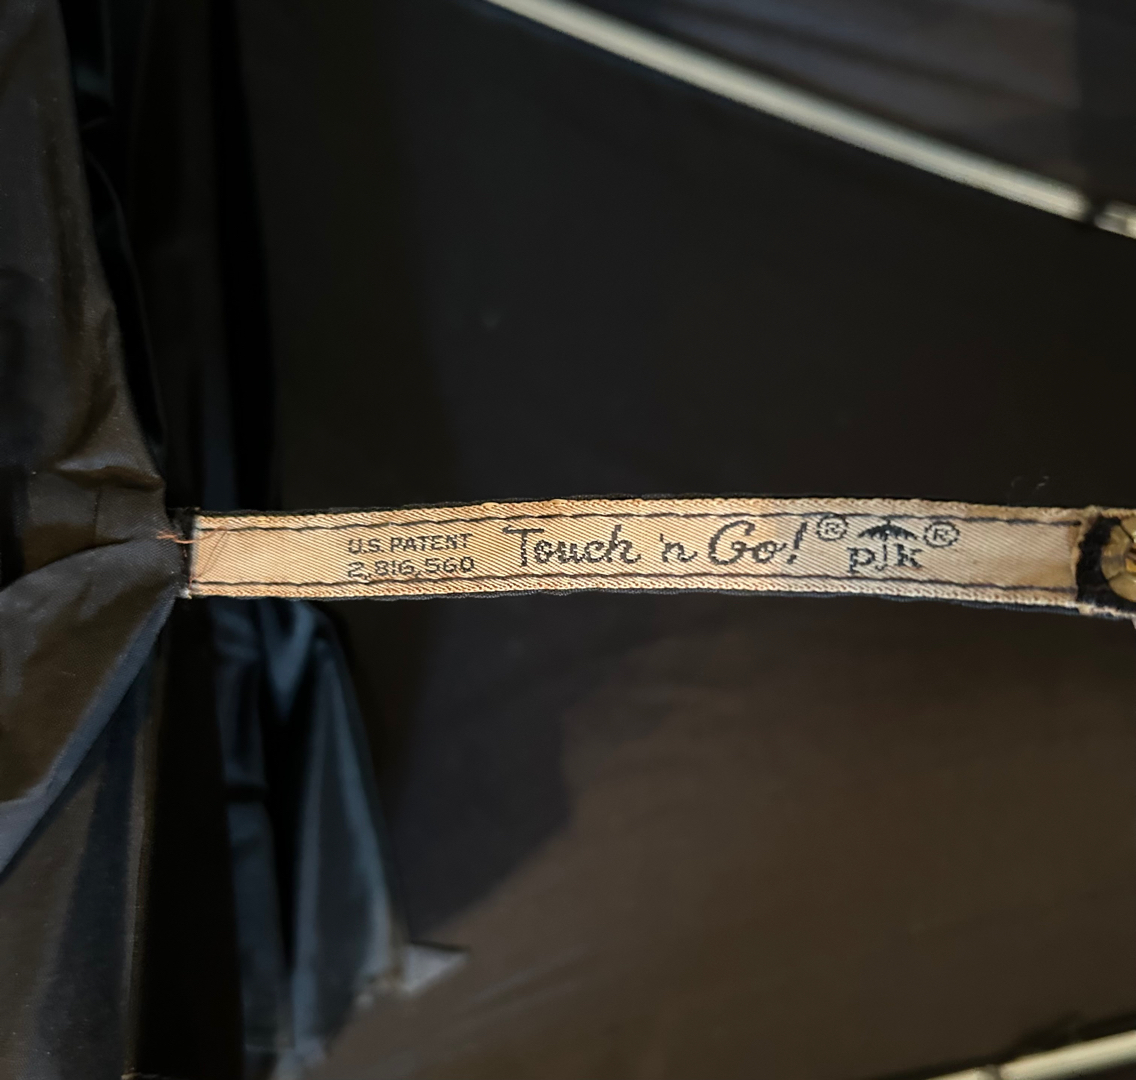 U.S. PATENT
2,816,560
Touch 'n Go!®
pjk®